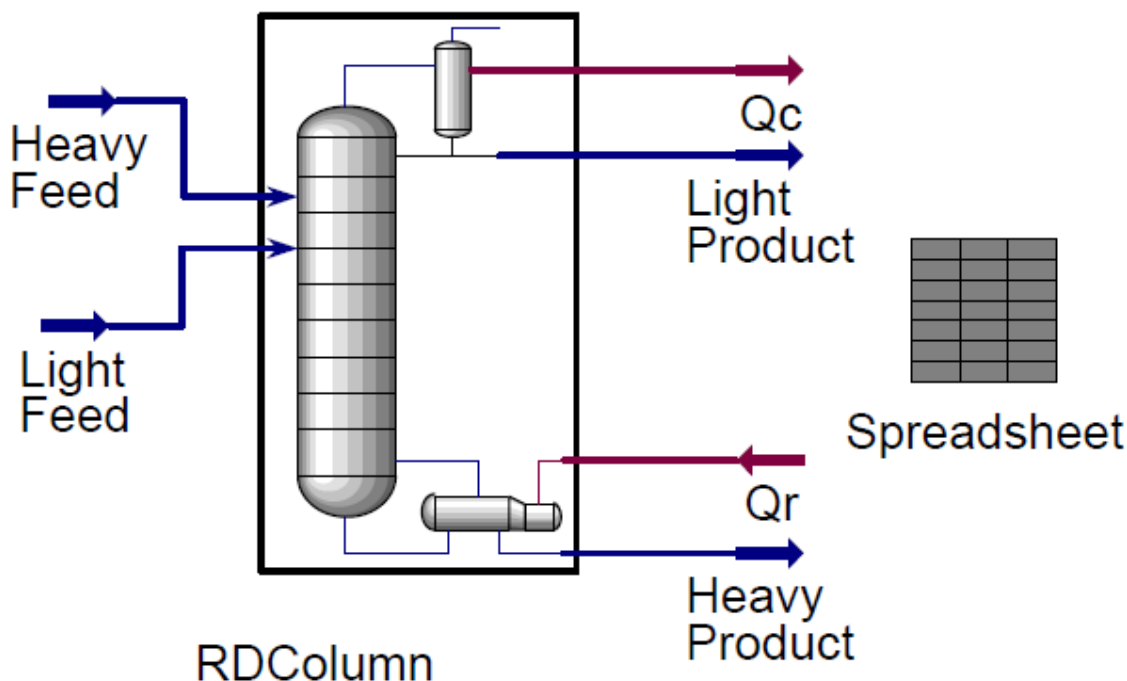 Heavy
Feed
Light
Feed
Qc
Light
Product
Spreadsheet
Qr
Heavy
Product
RDColumn